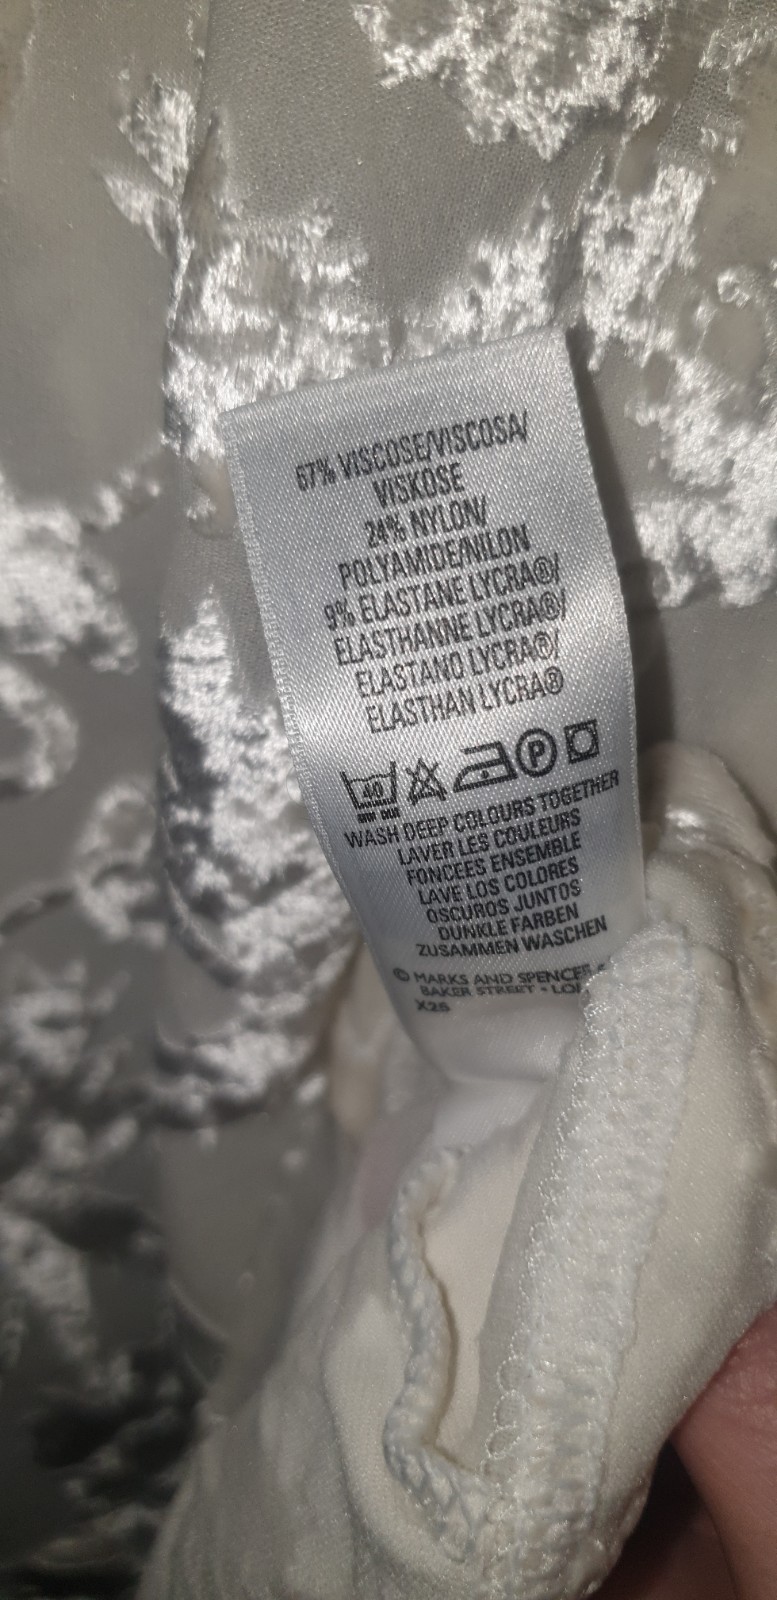 67% VISCOSE/VISCOSA/
VISKOSE
24% NYLON/
POLYAMIDE/NILON
9% ELASTANE LYCRA®/
ELASTHANNE LYCRA®/
ELASTANO LYCRA®/
ELASTHAN LYCRA®
40
P
WASH DEEP COLOURS TOGETHER
LAVER LES COULEURS
FONCEES ENSEMBLE
LAVE LOS COLORES
OSCUROS JUNTOS
DUNKLE FARBEN
ZUSAMMEN WASCHEN
© MARKS AND SPENCER
BAKER STREET
X25